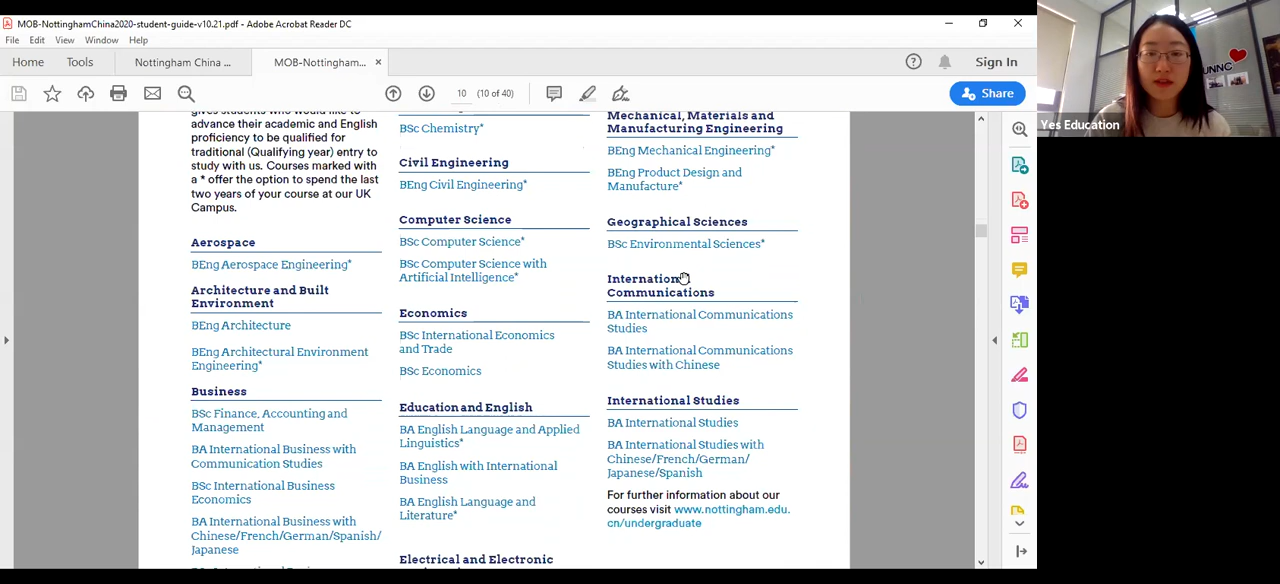 MOB-NottinghamChina2020-student-guide-v10.21.pdf - Adobe Acrobat Reader DC
File Edit View Window Help
Home Tools Nottingham China ... MOB-Nottingham... Sign In
10 (10 of 40) Share
gives students who would like to
advance their academic and English
proficiency to be qualified for
traditional (Qualifying year) entry to
study with us. Courses marked with
a * offer the option to spend the last
two years of your course at our UK
Campus.
Aerospace
BEng Aerospace Engineering*
Architecture and Built
Environment
BEng Architecture
BEng Architectural Environment
Engineering*
Business
BSc Finance, Accounting and
Management
BA International Business with
Communication Studies
BSc International Business
Economics
BA International Business with
Chinese/French/German/Spanish/
Japanese
BSc Chemistry*
Civil Engineering
BEng Civil Engineering*
Computer Science
BSc Computer Science*
BSc Computer Science with
Artificial Intelligence*
Economics
BSc International Economics
and Trade
BSc Economics
Education and English
BA English Language and Applied
Linguistics*
BA English with International
Business
BA English Language and
Literature*
Electrical and Electronic
Mechanical, Materials and
Manufacturing Engineering
BEng Mechanical Engineering*
BEng Product Design and
Manufacture*
Geographical Sciences
BSc Environmental Sciences*
International
Communications
BA International Communications
Studies
BA International Communications
Studies with Chinese
International Studies
BA International Studies
BA International Studies with
Chinese/French/German/
Japanese/Spanish
For further information about our
courses visit www.nottingham.edu.
cn/undergraduate
UNNC
Yes Education